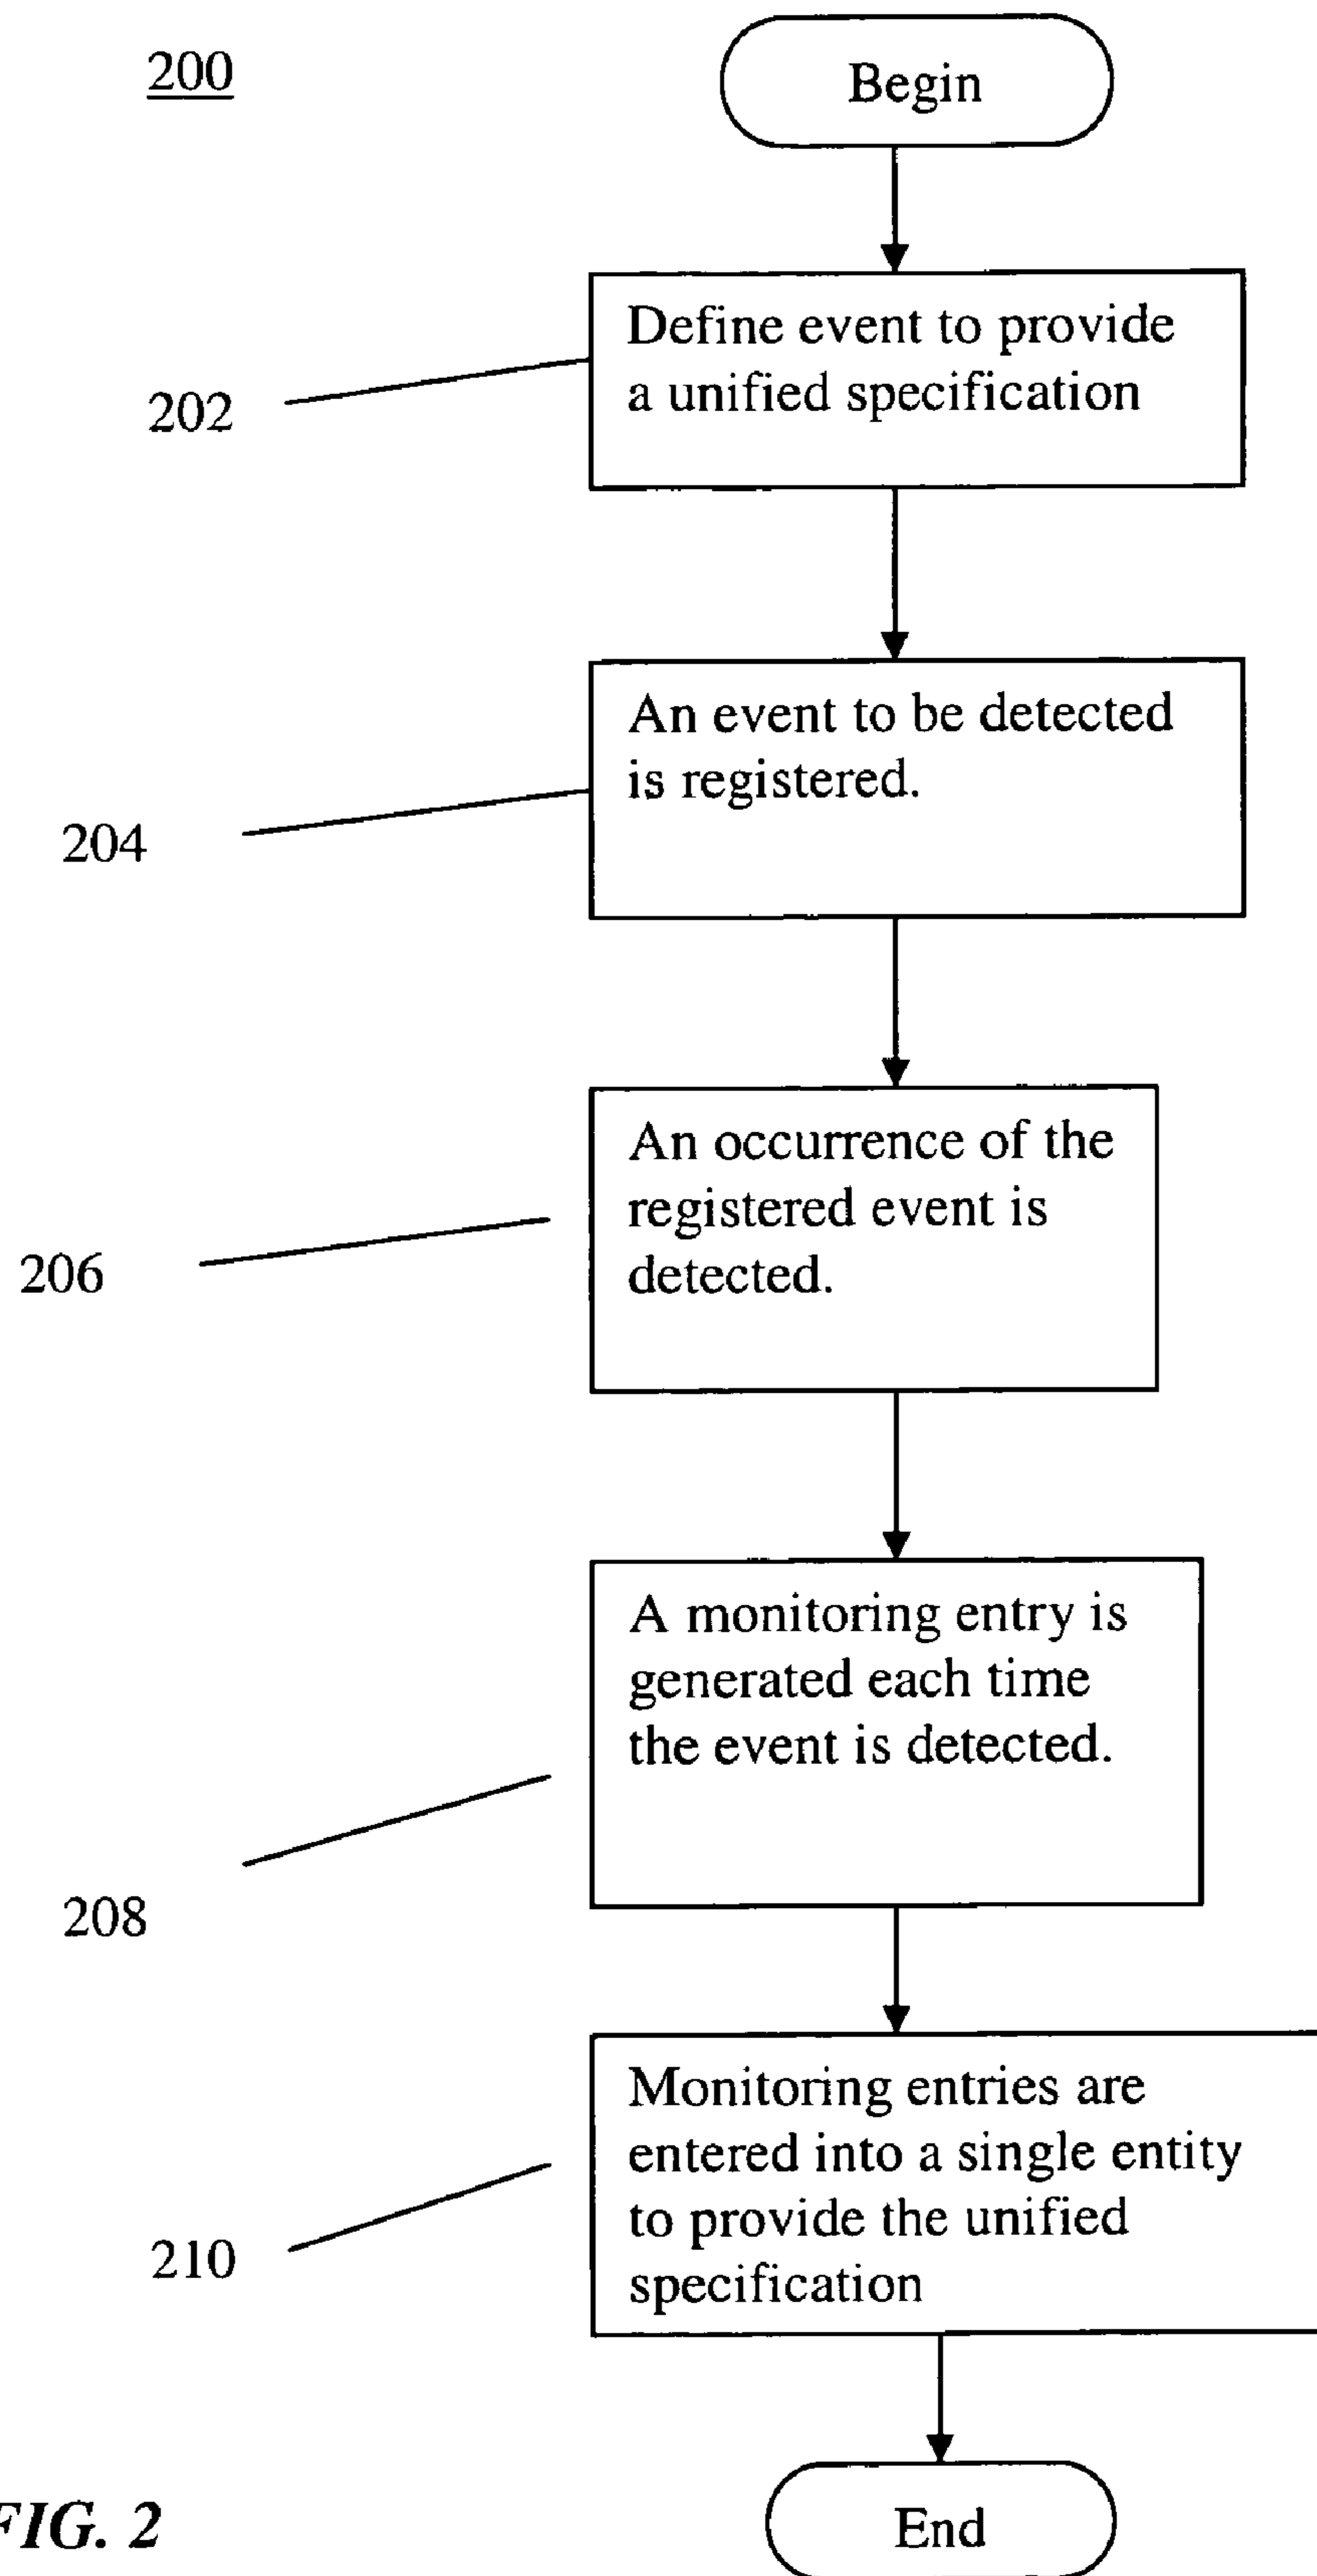 200
Begin
Define event to provide
a unified specification
202
An event to be detected
is registered.
204
An occurrence of the
registered event is
detected.
206
A monitoring entry is
generated each time
the event is detected.
208
Monitoring entries are
entered into a single entity
to provide the unified
specification
210
End
FIG. 2